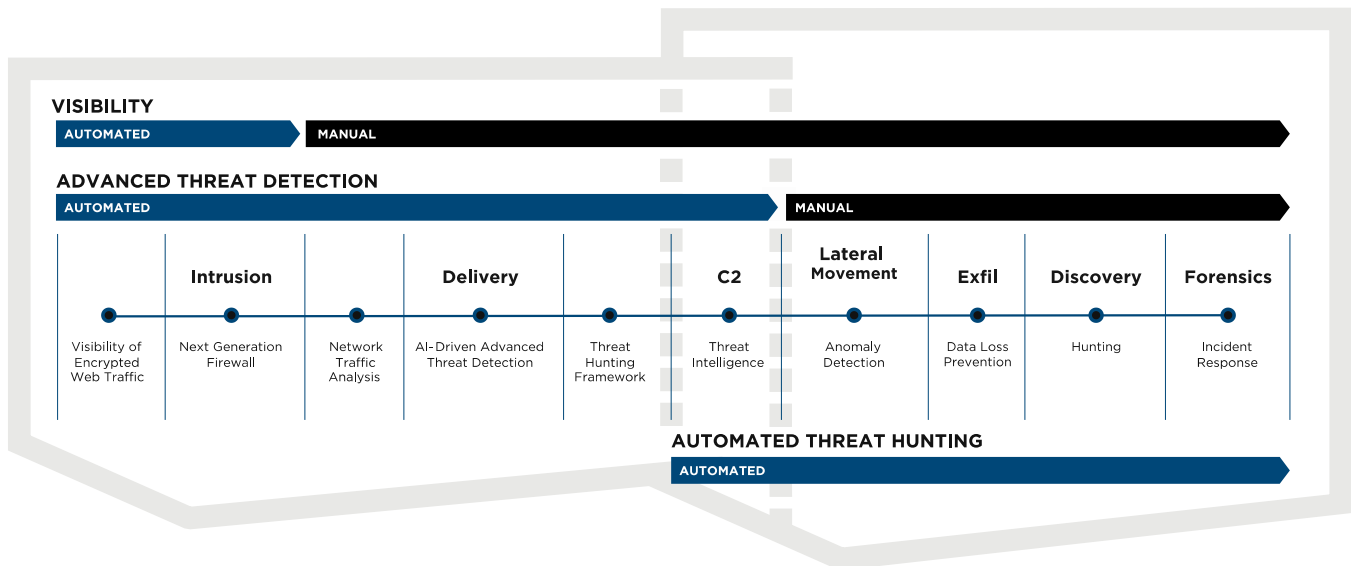 VISIBILITY
AUTOMATED
MANUAL
ADVANCED THREAT DETECTION
AUTOMATED
MANUAL
Intrusion
Delivery
C2
Lateral
Movement
Exfil
Discovery
Forensics
Visibility of
Encrypted
Web Traffic
Next Generation
Firewall
Network
Traffic
Analysis
AI-Driven Advanced
Threat Detection
Threat
Hunting
Framework
Threat
Intelligence
Anomaly
Detection
Data Loss
Prevention
Hunting
Incident
Response
AUTOMATED THREAT HUNTING
AUTOMATED